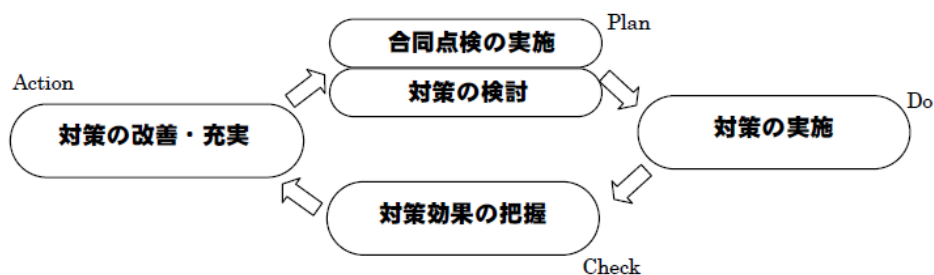 合同点検の実施
Plan
対策の検討
Action
対策の改善・充実
対策の実施
Do
対策効果の把握
Check